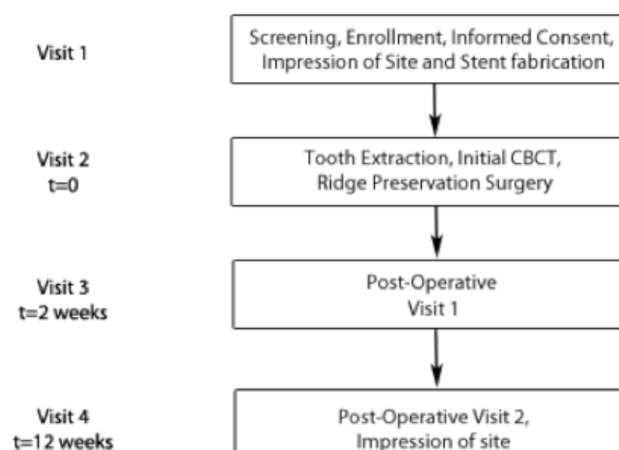 Visit 1
Screening, Enrollment, Informed Consent,
Impression of Site and Stent fabrication
Visit 2
t=0
Tooth Extraction, Initial CBCT,
Ridge Preservation Surgery
Visit 3
t=2 weeks
Post-Operative
Visit 1
Visit 4
t=12 weeks
Post-Operative Visit 2,
Impression of site